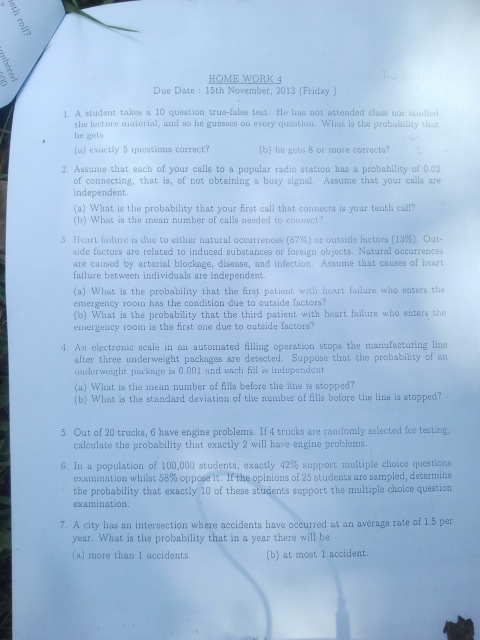 eth roll?
mbered
HOME WORK 4
Due Date : 15th November, 2013 (Friday )
1. A student takes a 10 question true-false test. He has not attended class nor studied
the lecture material, and so he guesses on every question. What is the probability that
he gets
(a) exactly 5 questions correct? (b) he gets 8 or more corrects?
2. Assume that each of your calls to a popular radio station has a probability of 0.02
of connecting, that is, of not obtaining a busy signal. Assume that your calls are
independent.
(a) What is the probability that your first call that connects is your tenth call?
(b) What is the mean number of calls needed to connect?
3. Heart failure is due to either natural occurrences (87%) or outside factors (13%). Out-
side factors are related to induced substances or foreign objects. Natural occurrences
are caused by arterial blockage, disease, and infection. Assume that causes of heart
failure between individuals are independent.
(a) What is the probability that the first patient with heart failure who enters the
emergency room has the condition due to outside factors?
(b) What is the probability that the third patient with heart failure who enters the
emergency room is the first one due to outside factors?
4. An electronic scale in an automated filling operation stops the manufacturing line
after three underweight packages are detected. Suppose that the probability of an
underweight package is 0.001 and each fill is independent
(a) What is the mean number of fills before the line is stopped?
(b) What is the standard deviation of the number of fills before the line is stopped?
5. Out of 20 trucks, 6 have engine problems. If 4 trucks are randomly selected for testing,
calculate the probability that exactly 2 will have engine problems.
6. In a population of 100,000 students, exactly 42% support multiple choice questions
examination whilst 58% oppose it. If the opinions of 25 students are sampled, determine
the probability that exactly 10 of these students support the multiple choice question
examination.
7. A city has an intersection where accidents have occurred at an average rate of 1.5 per
year. What is the probability that in a year there will be
(a) more than 1 accidents. (b) at most 1 accident.